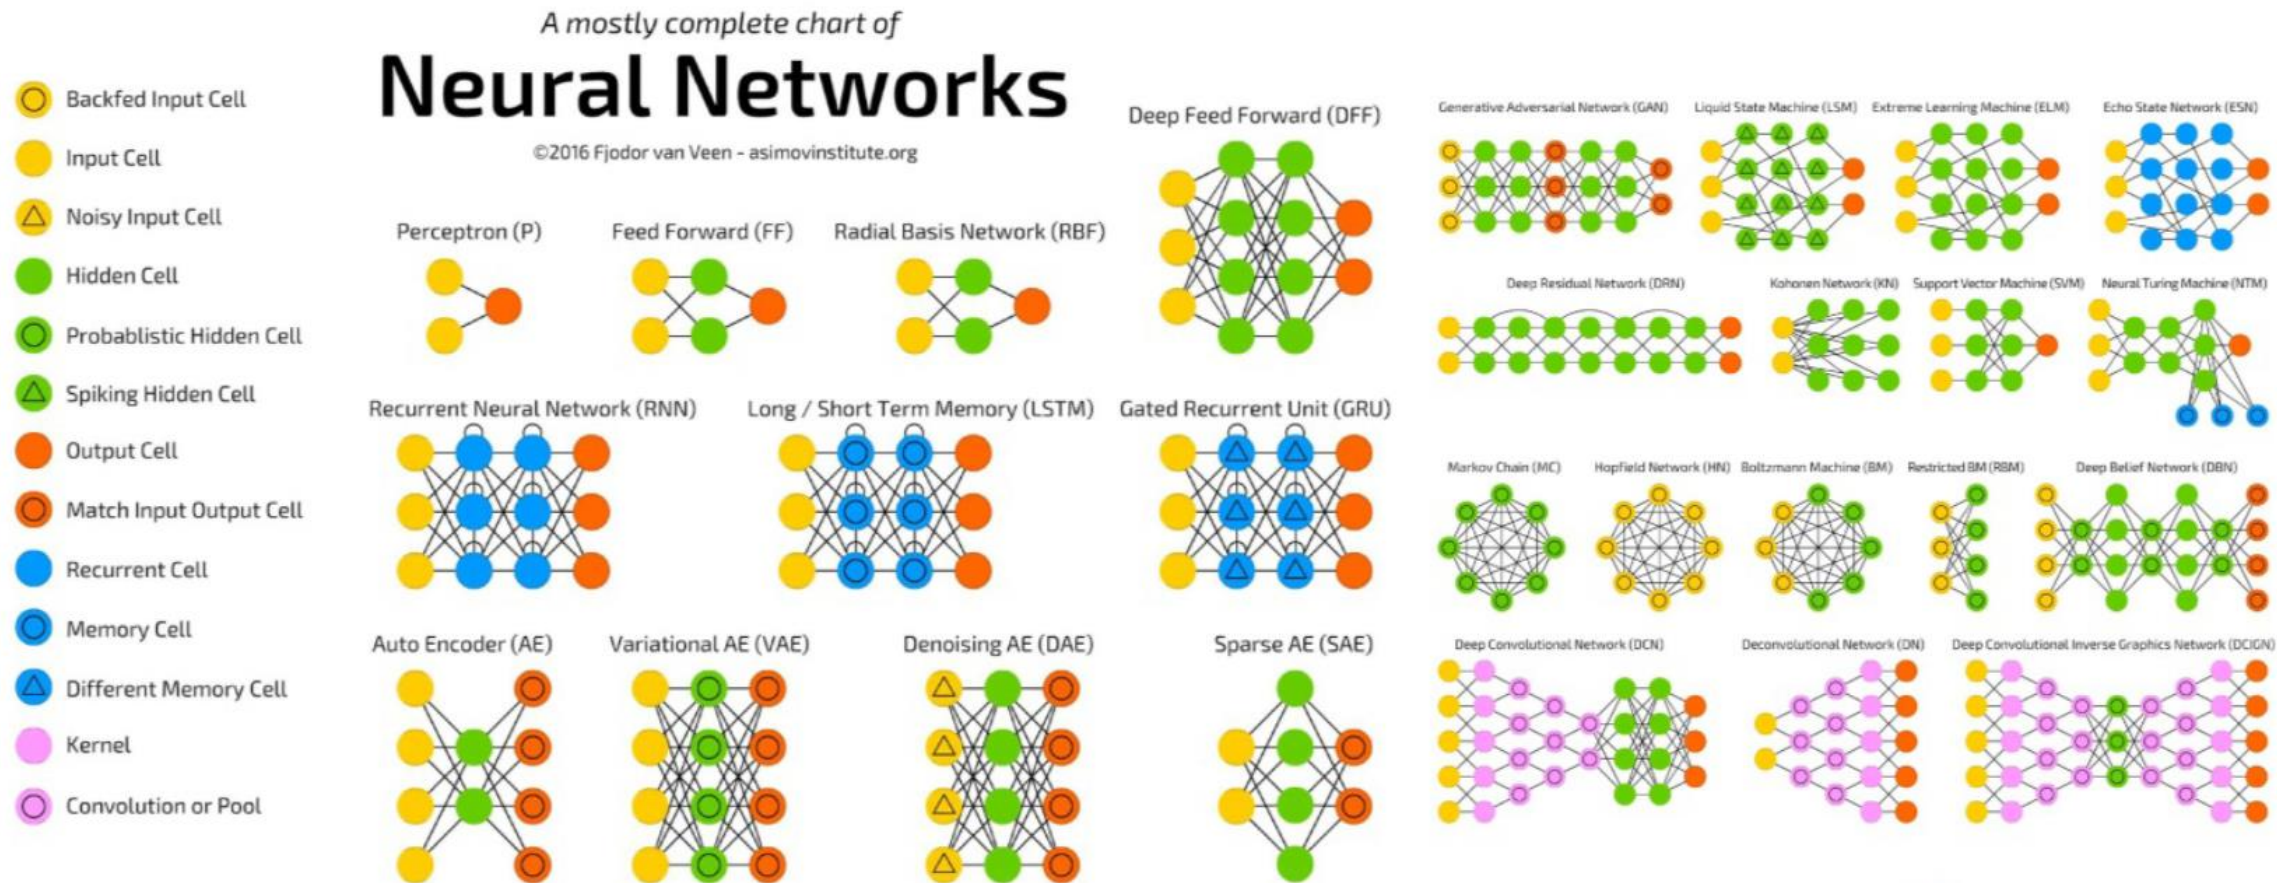 A mostly complete chart of
Neural Networks
©2016 Fjodor van Veen - asimovinstitute.org
Backfed Input Cell
Input Cell
Noisy Input Cell
Hidden Cell
Probablistic Hidden Cell
Spiking Hidden Cell
Output Cell
Match Input Output Cell
Recurrent Cell
Memory Cell
Different Memory Cell
Kernel
Convolution or Pool
Perceptron (P)
Feed Forward (FF)
Radial Basis Network (RBF)
Deep Feed Forward (DFF)
Recurrent Neural Network (RNN)
Long / Short Term Memory (LSTM)
Gated Recurrent Unit (GRU)
Auto Encoder (AE)
Variational AE (VAE)
Denoising AE (DAE)
Sparse AE (SAE)
Generative Adversarial Network (GAN)
Liquid State Machine (LSM)
Extreme Learning Machine (ELM)
Echo State Network (ESN)
Deep Residual Network (DRN)
Kohonen Network (KN)
Support Vector Machine (SVM)
Neural Turing Machine (NTM)
Markov Chain (MC)
Hopfield Network (HN)
Boltzmann Machine (BM)
Restricted BM (RBM)
Deep Belief Network (DBN)
Deep Convolutional Network (DCN)
Deconvolutional Network (DN)
Deep Convolutional Inverse Graphics Network (DCIGN)